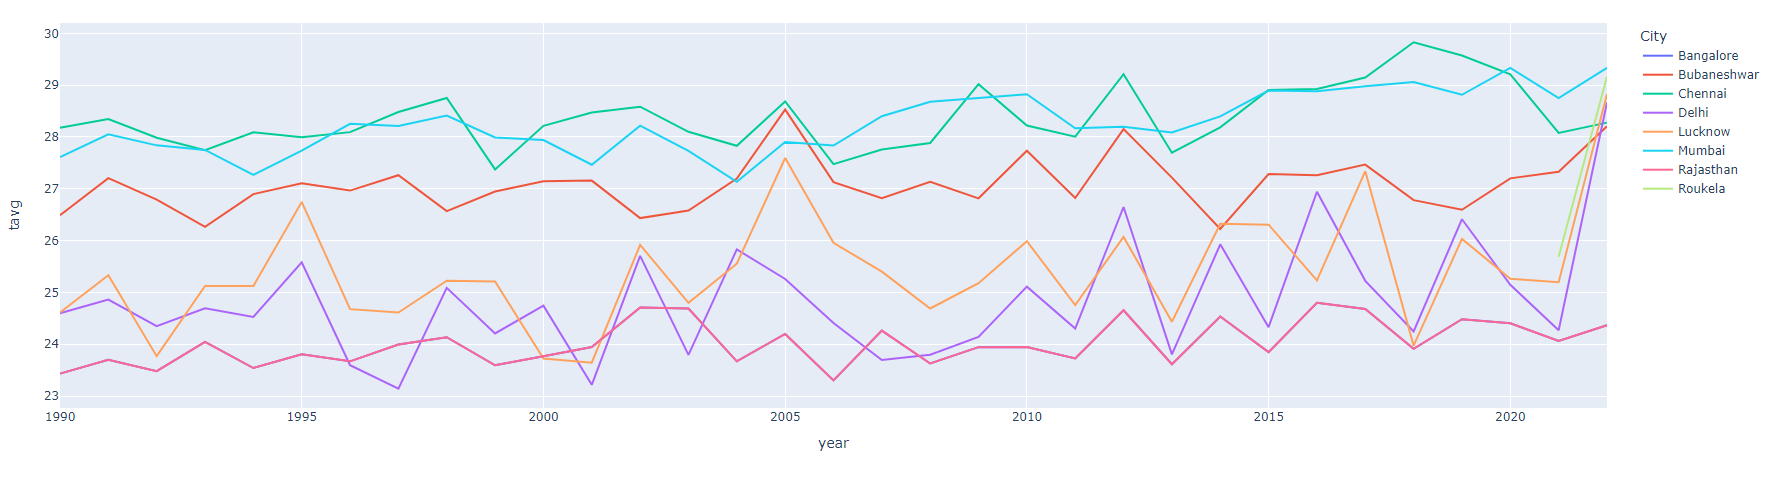 30
29
28
27
26
25
24
23
tavg
1990 1995 2000 2005 2010 2015 2020
year
City
Bangalore
Bubaneshwar
Chennai
Delhi
Lucknow
Mumbai
Rajasthan
Roukela